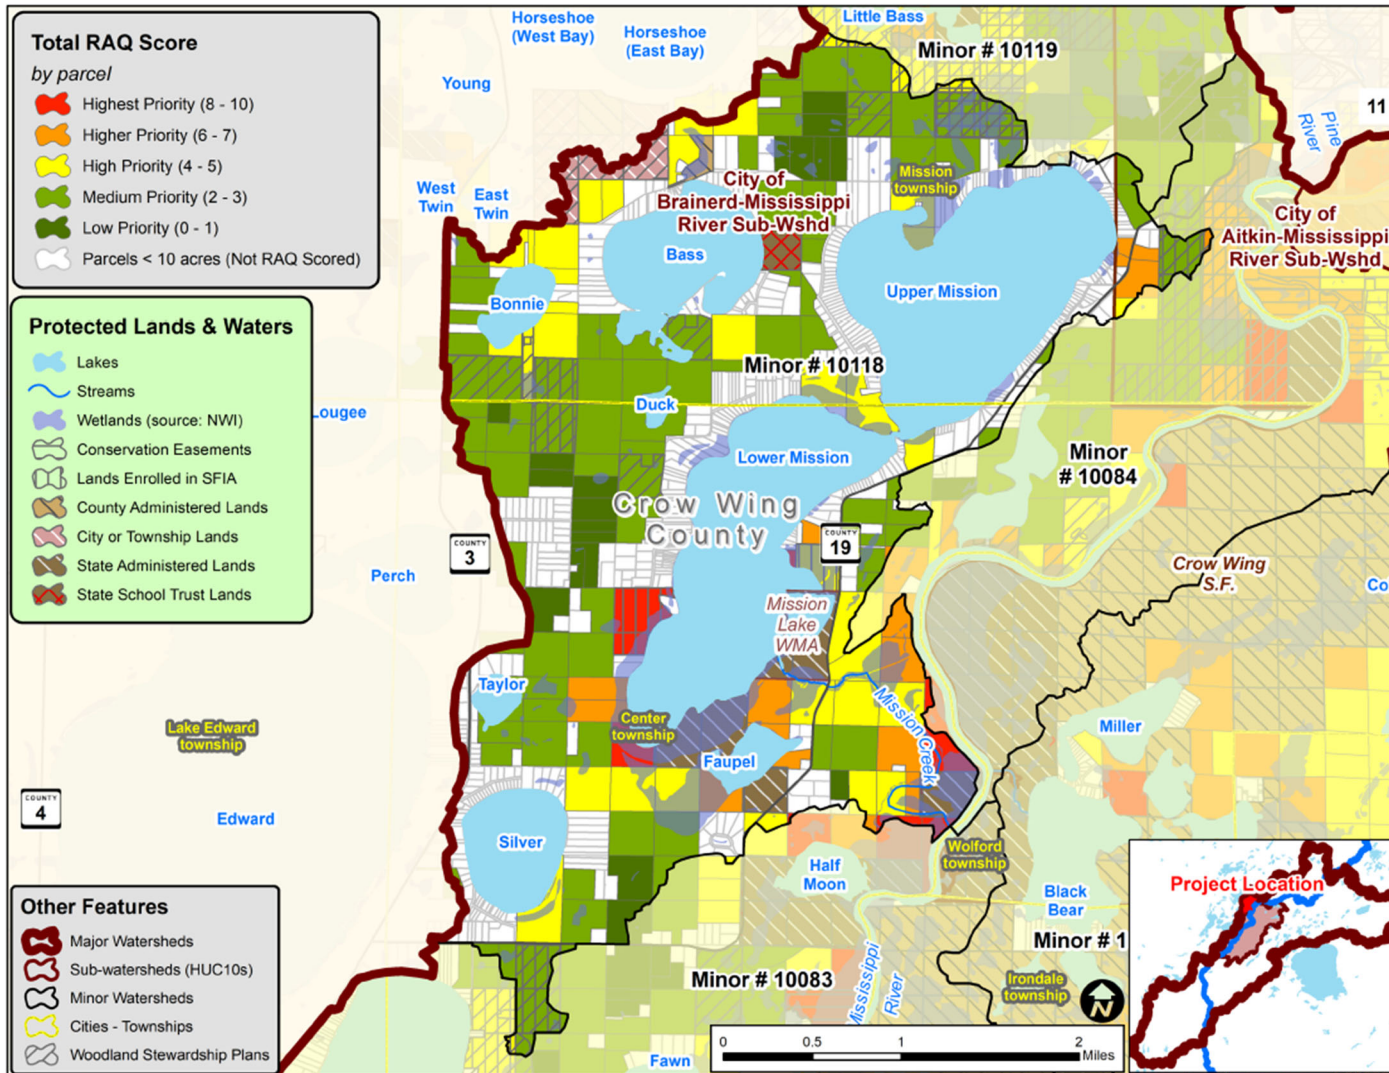 Total RAQ Score
by parcel
Highest Priority (8 - 10)
Higher Priority (6 - 7)
High Priority (4 - 5)
Medium Priority (2 - 3)
Low Priority (0 - 1)
Parcels < 10 acres (Not RAQ Scored)
Protected Lands & Waters
Lakes
Streams
Wetlands (source: NWI)
Conservation Easements
Lands Enrolled in SFIA
County Administered Lands
City or Township Lands
State Administered Lands
State School Trust Lands
Other Features
Major Watersheds
Sub-watersheds (HUC10s)
Minor Watersheds
Cities - Townships
Woodland Stewardship Plans
Horseshoe
(West Bay)
Horseshoe
(East Bay)
Little Bass
Minor # 10119
Young
11
Pine
River
West
Twin
East
Twin
City of
Brainerd-Mississippi
River Sub-Wshd
Mission
township
City of
Aitkin-Mississippi
River Sub-Wshd
Bass
Bonnie
Upper Mission
Minor # 10118
Duck
Lougee
Lower Mission
Minor
# 10084
Crow Wing
County
COUNTY
3
COUNTY
19
Crow Wing
S.F.
Perch
Co
Mission
Lake
WMA
Taylor
Center
township
Mission Creek
Lake Edward
township
Miller
Faupel
COUNTY
4
Edward
Silver
Half
Moon
Wolford
township
Black
Bear
Minor # 1
Minor # 10083
Mississippi
River
Irondale
township
N
Fawn
0
0.5
1
2
Miles
Project Location